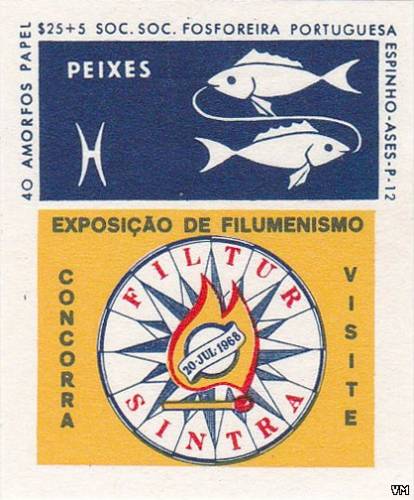 40 AMORFOS PAPEL
$25+5 SOC. SOC. FOSFOREIRA PORTUGUESA
ESPINHO-ASES-P-12
PEIXES
EXPOSIÇÃO DE FILUMENISMO
CONCORRA
FILTUR
20·JUL·1968
SINTRA
VISITE
VM